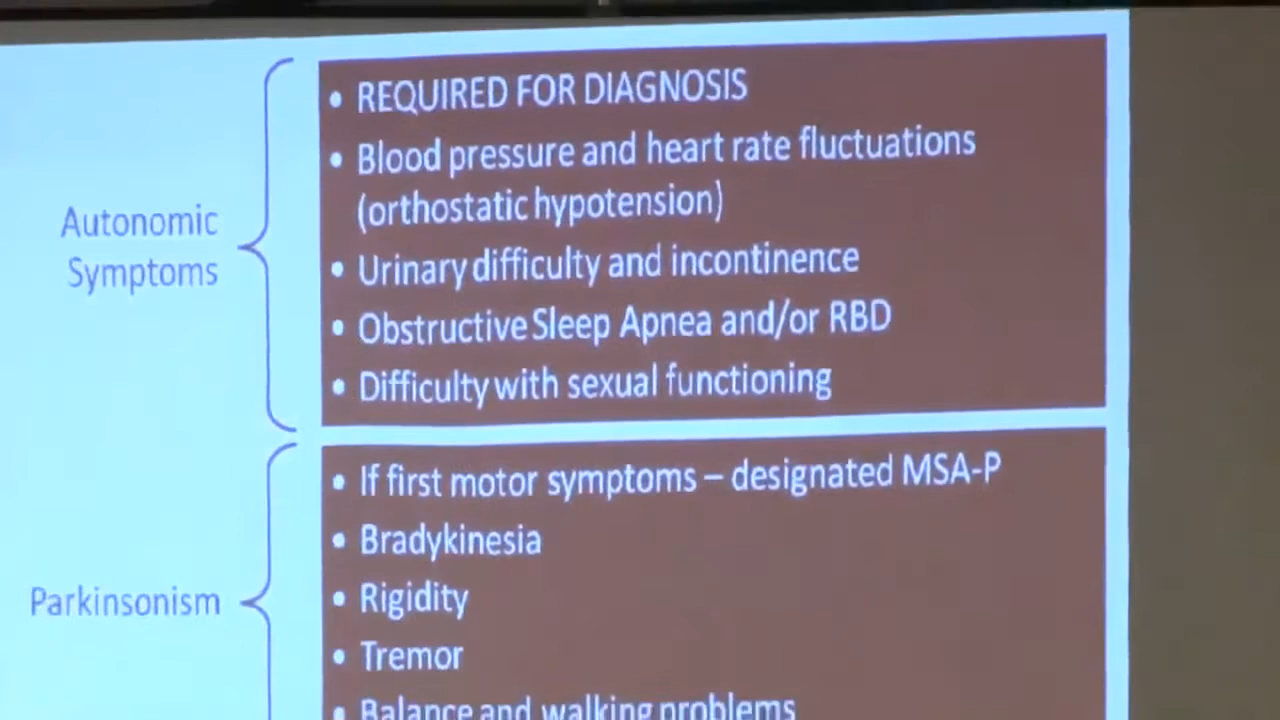 Autonomic
Symptoms
• REQUIRED FOR DIAGNOSIS
• Blood pressure and heart rate fluctuations
(orthostatic hypotension)
• Urinary difficulty and incontinence
• Obstructive Sleep Apnea and/or RBD
• Difficulty with sexual functioning
Parkinsonism
• If first motor symptoms – designated MSA-P
• Bradykinesia
• Rigidity
• Tremor
• Balance and walking problems